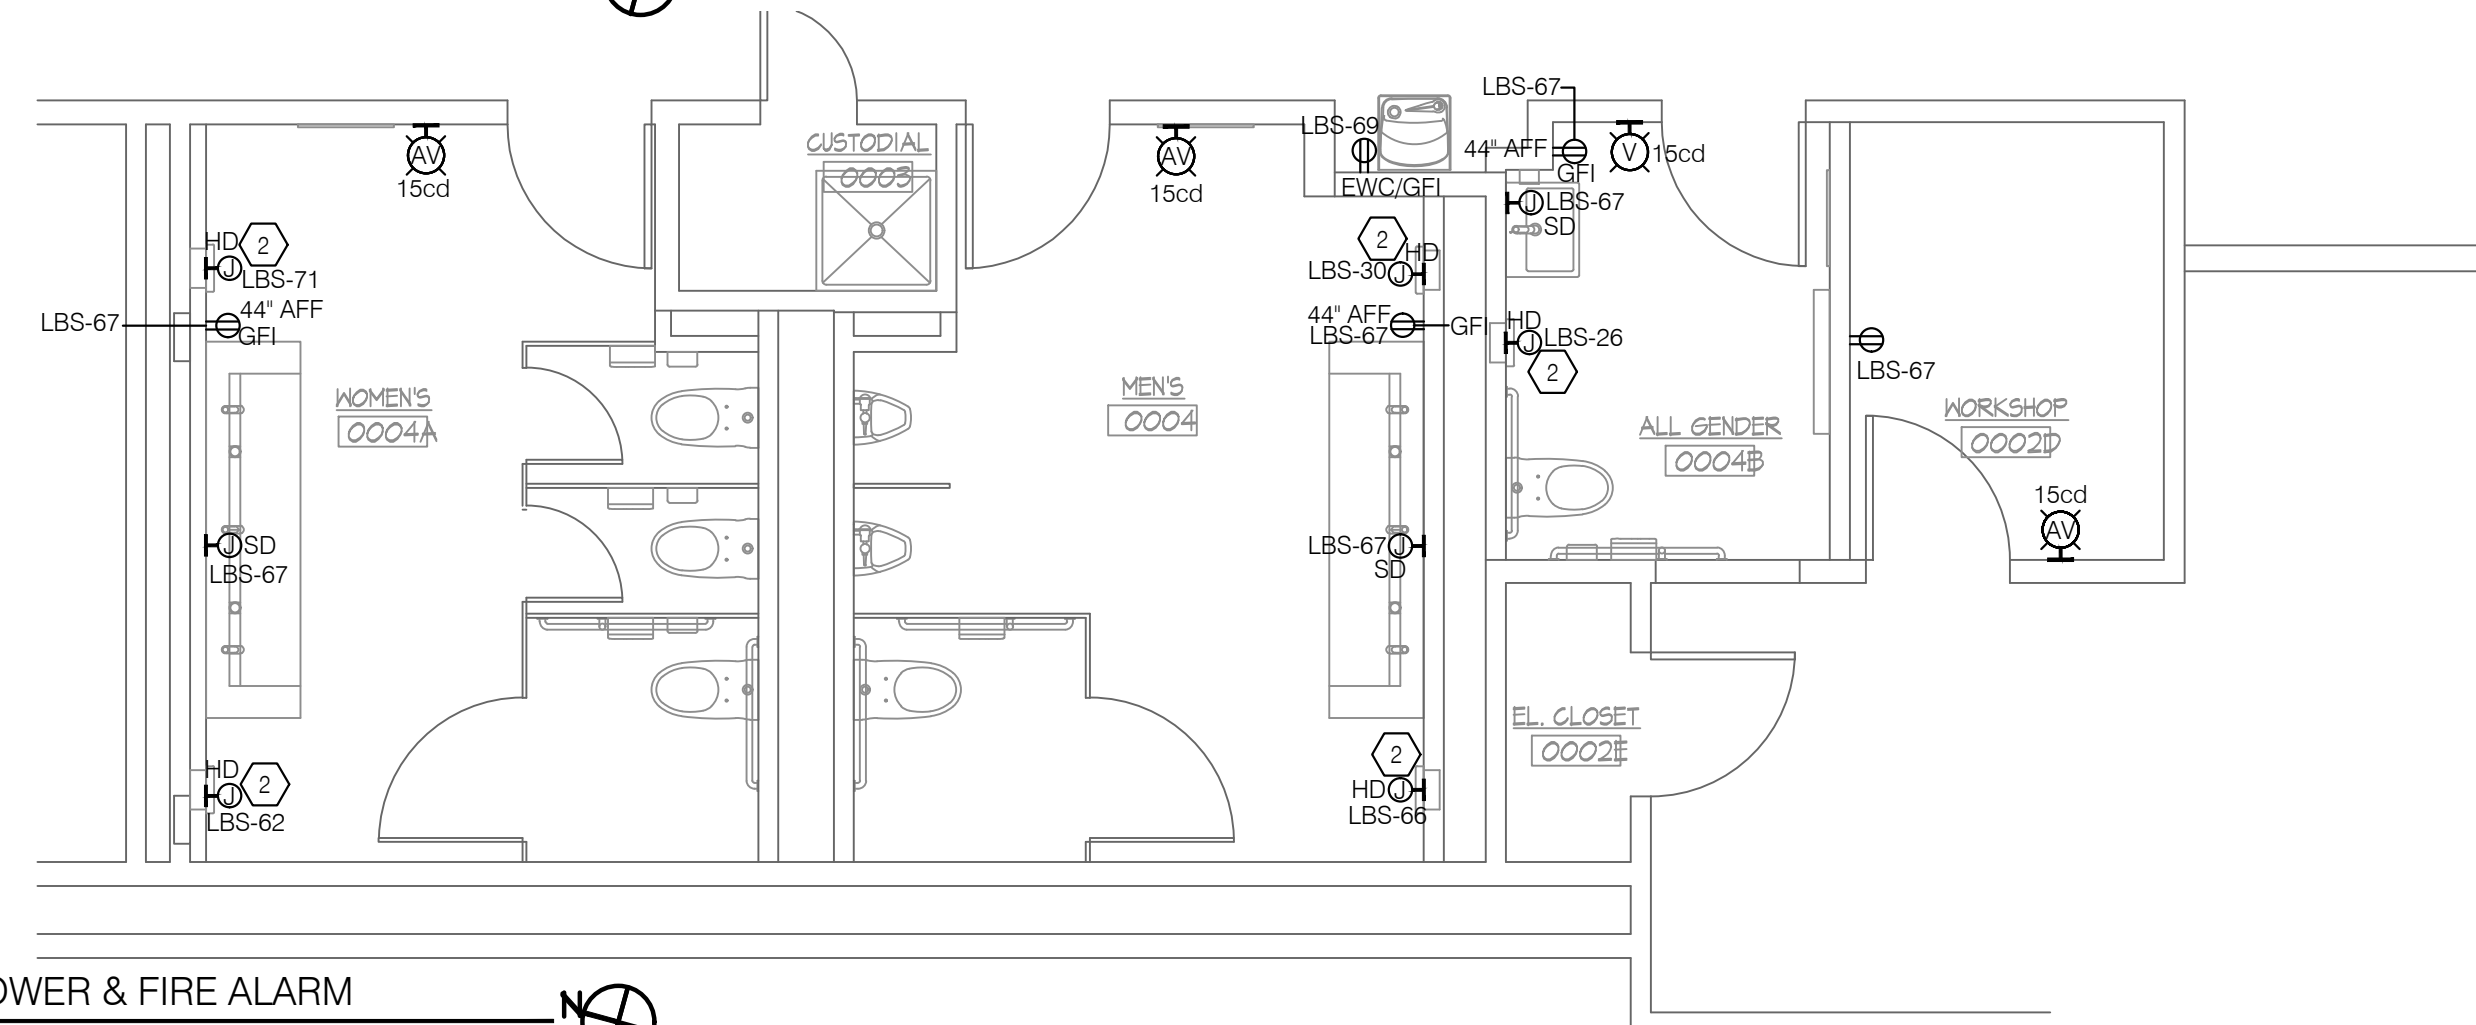 LBS-67
LBS-69
44" AFF
GFI
V
15cd
EWC/GFI
J
LBS-67
SD
AV
15cd
CUSTODIAL
0003
AV
15cd
HD
2
J
LBS-71
LBS-67
44" AFF
GFI
2
HD
LBS-30
J
44" AFF
LBS-67
GFI
HD
J
LBS-26
2
LBS-67
WOMEN'S
0004A
MEN'S
0004
ALL GENDER
0004B
WORKSHOP
0002D
15cd
AV
J
SD
LBS-67
LBS-67
J
SD
EL. CLOSET
0002E
HD
2
J
LBS-62
2
HD
J
LBS-66
OWER & FIRE ALARM
N